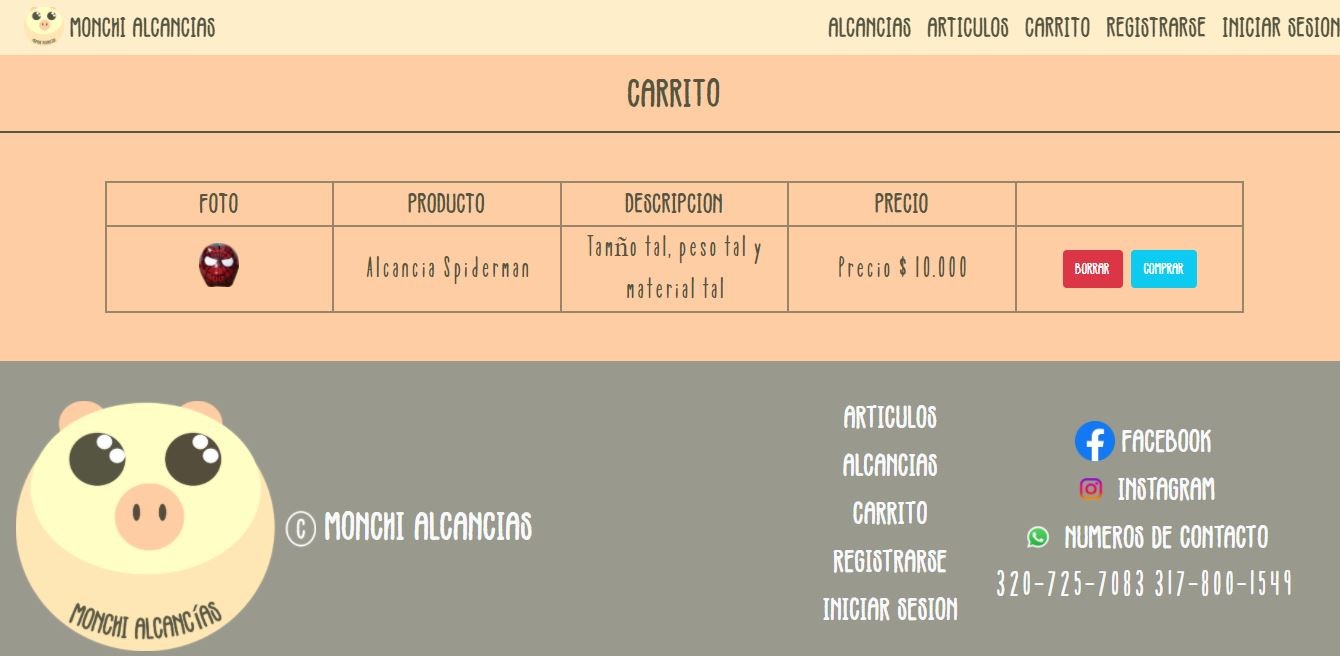 MONCHI ALCANCIAS
ALCANCIAS ARTICULOS CARRITO REGISTRARSE INICIAR SESION
CARRITO
FOTO PRODUCTO DESCRIPCION PRECIO
Alcancia Spiderman
Tamño tal, peso tal y
material tal
Precio $ 10.000
BORRAR COMPRAR
MONCHI ALCANCÍAS
© MONCHI ALCANCIAS
ARTICULOS
ALCANCIAS
CARRITO
REGISTRARSE
INICIAR SESION
FACEBOOK
INSTAGRAM
NUMEROS DE CONTACTO
320-725-7083 317-800-1549